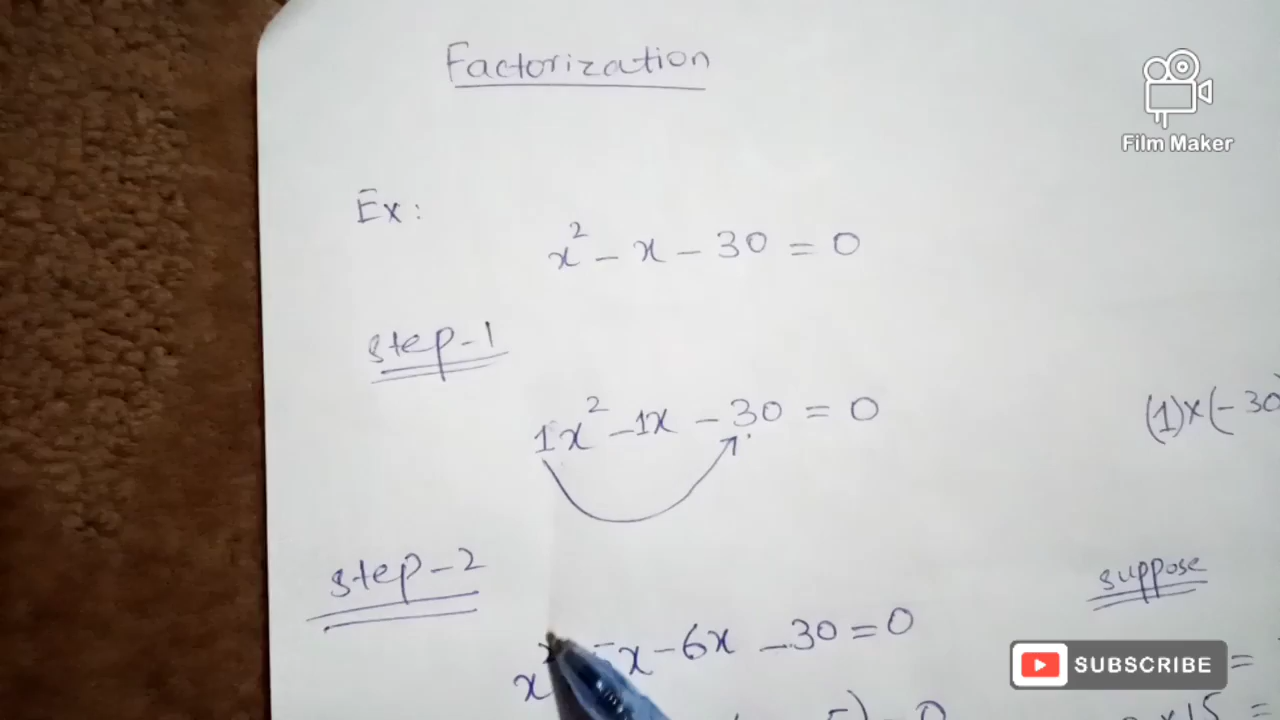 Factorization
Film Maker
Ex:
x² - x - 30 = 0
step-1
1x² - 1x - 30 = 0
(1)x(-30
step-2
suppose
x - 6x - 30 = 0
SUBSCRIBE =
x15 =